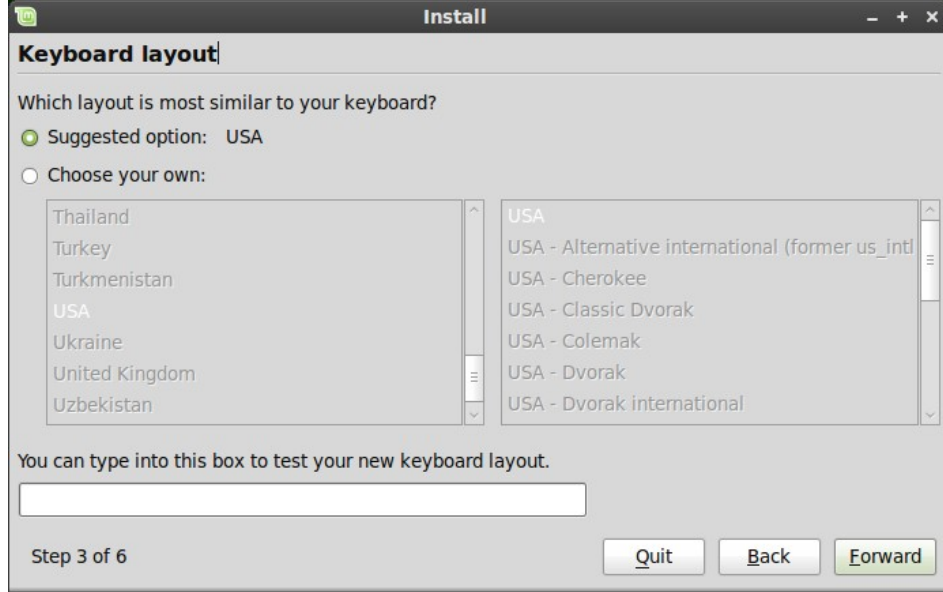 Install
Keyboard layout
Which layout is most similar to your keyboard?
Suggested option: USA
Choose your own:
Thailand
Turkey
Turkmenistan
USA
Ukraine
United Kingdom
Uzbekistan
USA
USA - Alternative international (former us_intl
USA - Cherokee
USA - Classic Dvorak
USA - Colemak
USA - Dvorak
USA - Dvorak international
You can type into this box to test your new keyboard layout.
Step 3 of 6
Quit
Back
Forward